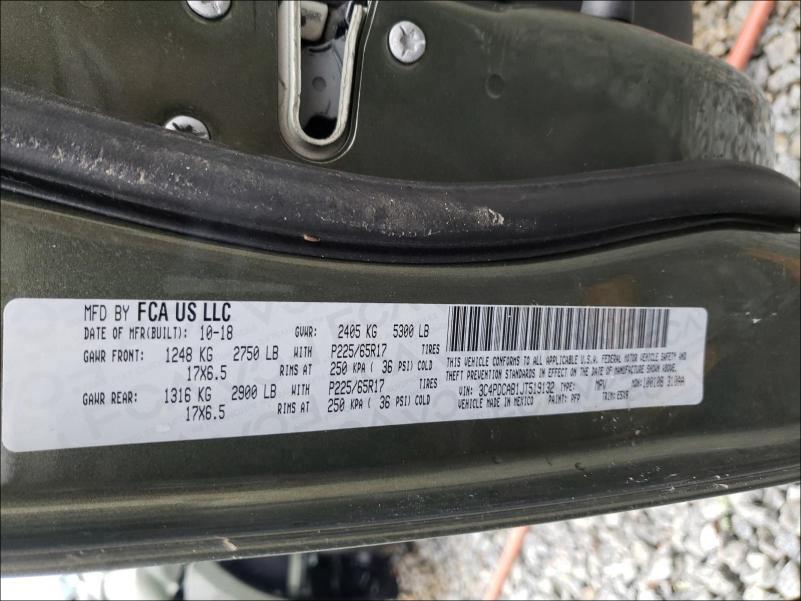 MFD BY FCA US LLC
DATE OF MFR(BUILT): 10-18 GVWR: 2405 KG 5300 LB
GAWR FRONT: 1248 KG 2750 LB WITH P225/65R17 TIRES
17X6.5 RIMS AT 250 KPA ( 36 PSI) COLD
GAWR REAR: 1316 KG 2900 LB WITH P225/65R17 TIRES
17X6.5 RIMS AT 250 KPA ( 36 PSI) COLD
THIS VEHICLE CONFORMS TO ALL APPLICABLE U.S.A. FEDERAL MOTOR VEHICLE SAFETY AND
THEFT PREVENTION STANDARDS IN EFFECT ON THE DATE OF MANUFACTURE SHOWN ABOVE.
VIN: 3C4PDCAB1JT519132 TYPE: MPV MDH: 100108 310AA
VEHICLE MADE IN MEXICO PAINT: PFP TRIM: